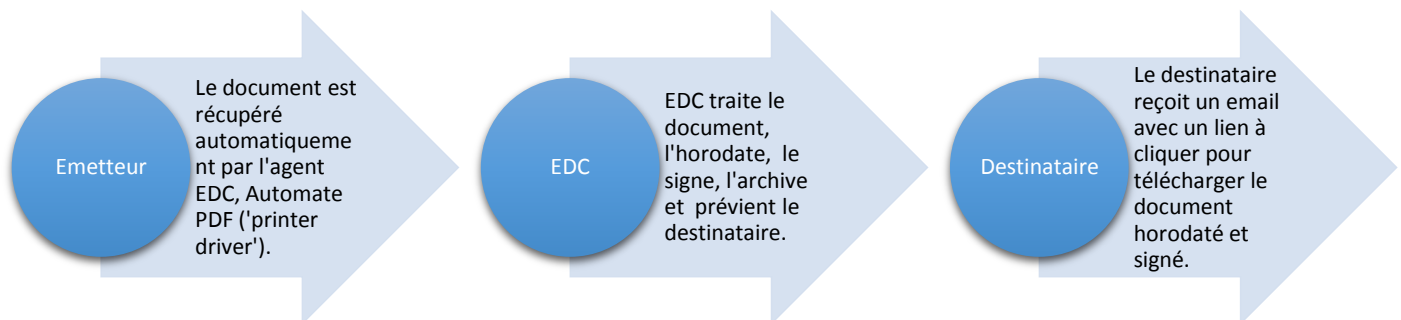 Emetteur
Le document est
récupéré
automatiqueme
nt par l'agent
EDC, Automate
PDF ('printer
driver').
EDC
EDC traite le
document,
l'horodate, le
signe, l'archive
et prévient le
destinataire.
Destinataire
Le destinataire
reçoit un email
avec un lien à
cliquer pour
télécharger le
document
horodaté et
signé.